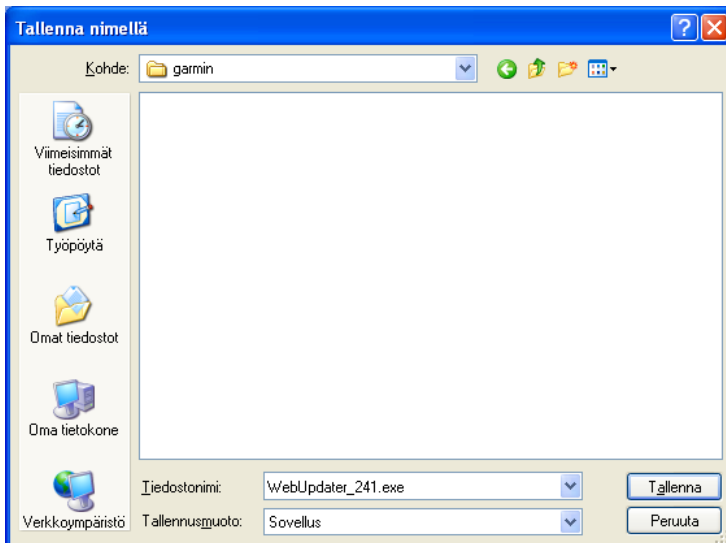 Tallenna nimellä
Kohde:
garmin
Viimeisimmät
tiedostot
Työpöytä
Omat tiedostot
Oma tietokone
Verkkoympäristö
Tiedostonimi:
WebUpdater_241.exe
Tallenna
Tallennusmuoto:
Sovellus
Peruuta